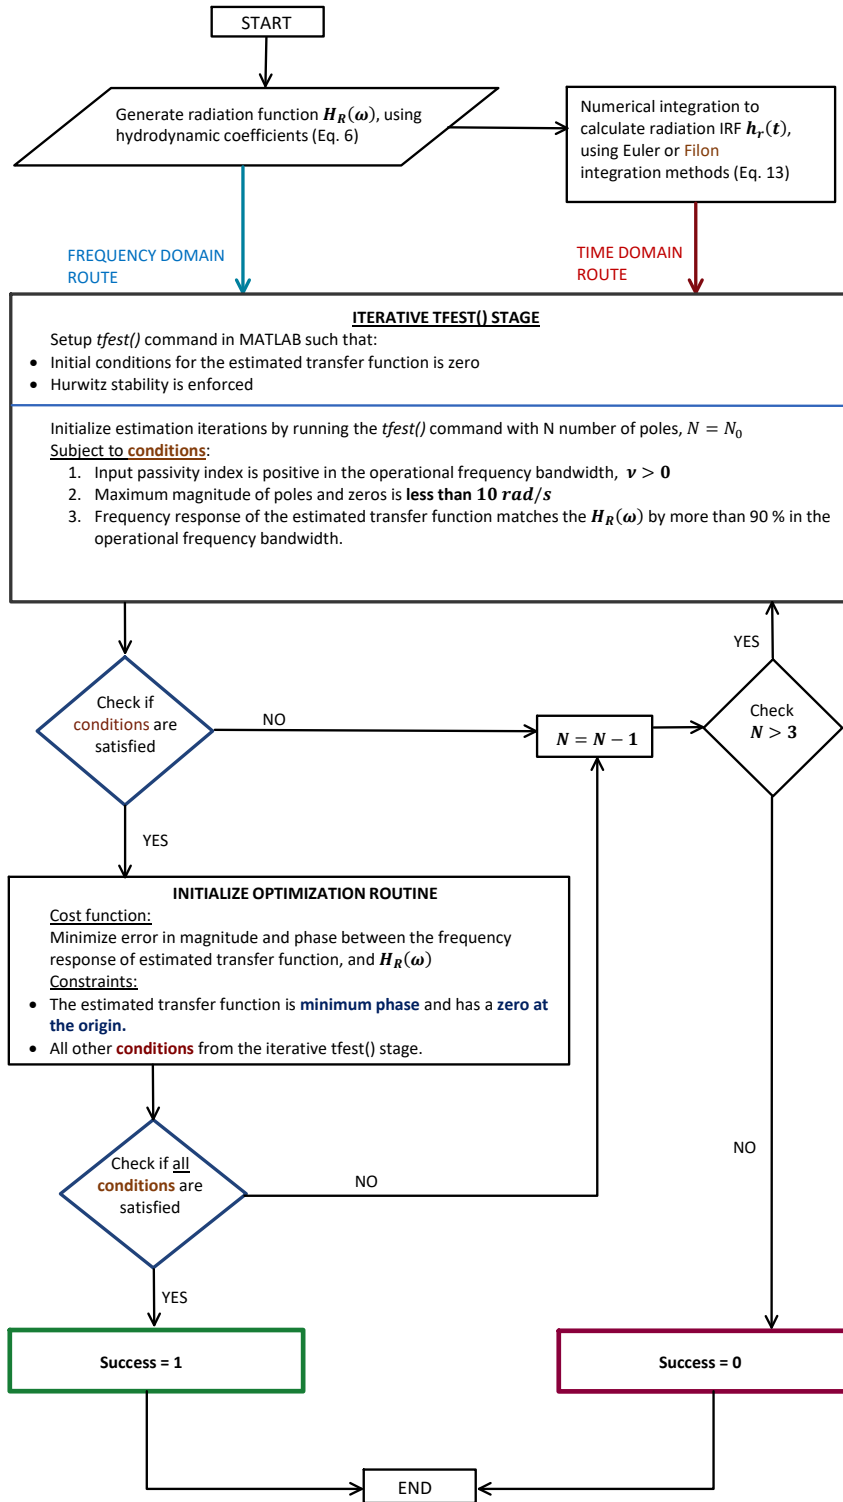 START
Generate radiation function H_R(ω), using
hydrodynamic coefficients (Eq. 6)
Numerical integration to
calculate radiation IRF h_r(t),
using Euler or Filon
integration methods (Eq. 13)
FREQUENCY DOMAIN
ROUTE
TIME DOMAIN
ROUTE
ITERATIVE TFEST() STAGE
Setup tfest() command in MATLAB such that:
• Initial conditions for the estimated transfer function is zero
• Hurwitz stability is enforced
Initialize estimation iterations by running the tfest() command with N number of poles, N = N₀
Subject to conditions:
1. Input passivity index is positive in the operational frequency bandwidth, ν > 0
2. Maximum magnitude of poles and zeros is less than 10 rad/s
3. Frequency response of the estimated transfer function matches the H_R(ω) by more than 90 % in the
operational frequency bandwidth.
YES
Check if
conditions are
satisfied
NO
N = N − 1
Check
N > 3
YES
INITIALIZE OPTIMIZATION ROUTINE
Cost function:
Minimize error in magnitude and phase between the frequency
response of estimated transfer function, and H_R(ω)
Constraints:
• The estimated transfer function is minimum phase and has a zero at
the origin.
• All other conditions from the iterative tfest() stage.
Check if all
conditions are
satisfied
NO
NO
YES
Success = 1
Success = 0
END